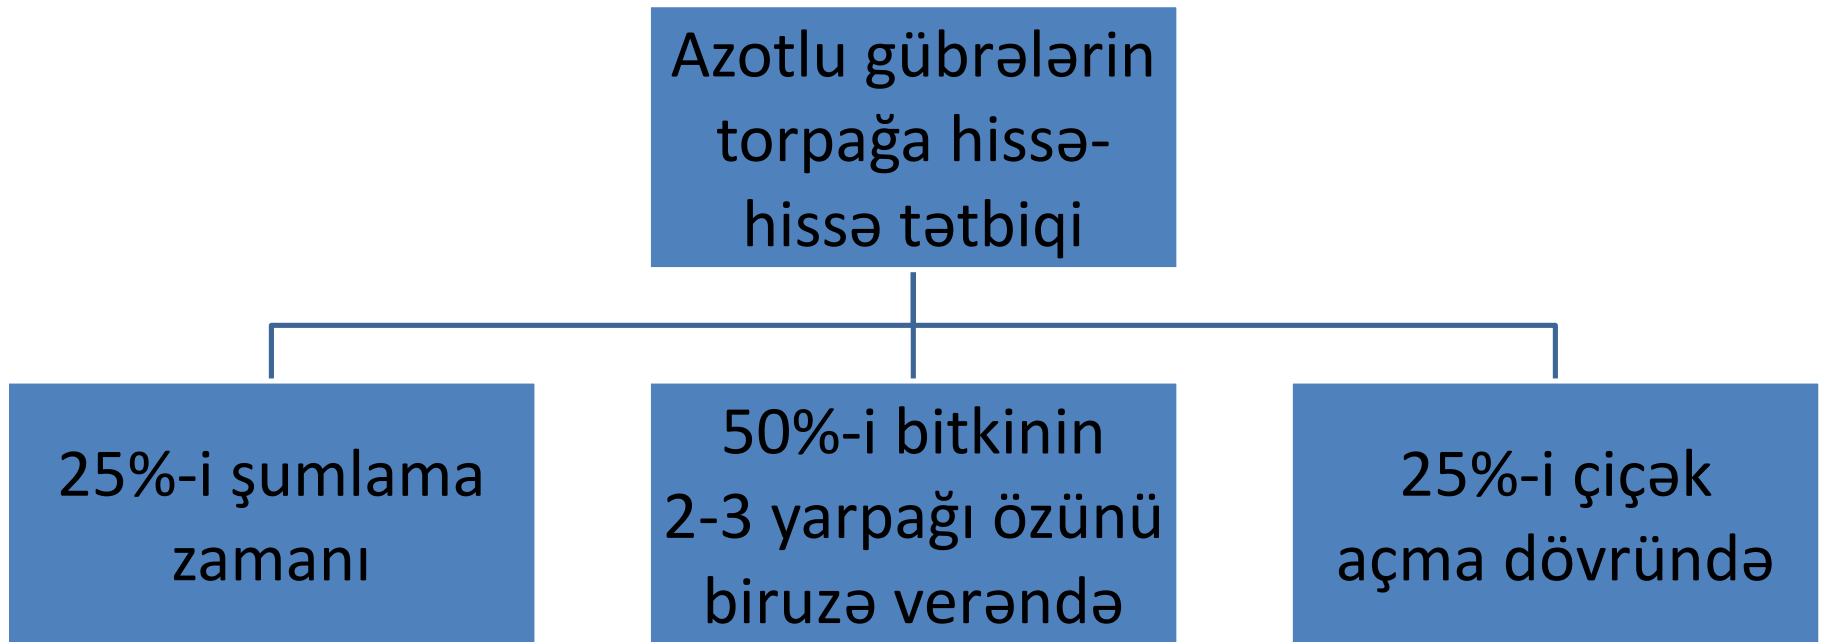 Azotlu gübrələrin
torpağa hissə-
hissə tətbiqi
25%-i şumlama
zamanı
50%-i bitkinin
2-3 yarpağı özünü
biruzə verəndə
25%-i çiçək
açma dövründə